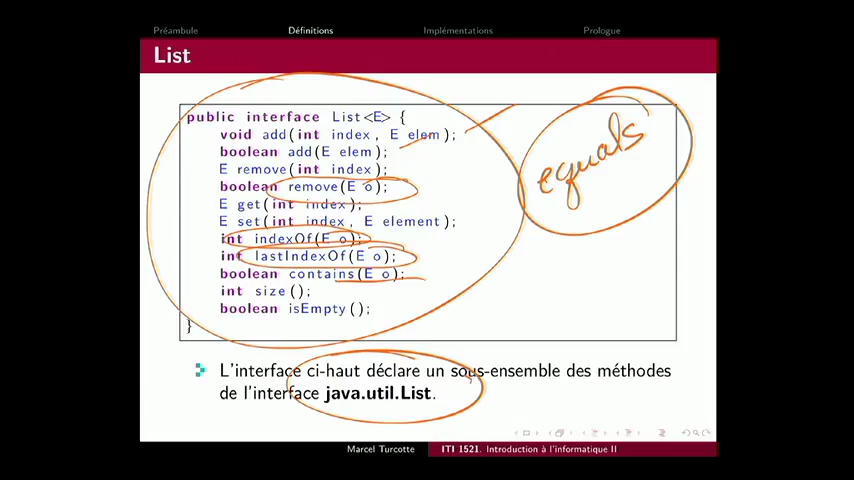 Préambule Définitions Implémentations Prologue
List
public interface List<E> {
void add(int index, E elem);
boolean add(E elem);
E remove(int index);
boolean remove(E o);
E get(int index);
E set(int index, E element);
int indexOf(E o);
int lastIndexOf(E o);
boolean contains(E o);
int size();
boolean isEmpty();
}
equals
L'interface ci-haut déclare un sous-ensemble des méthodes
de l'interface java.util.List.
Marcel Turcotte ITI 1521. Introduction à l'informatique II